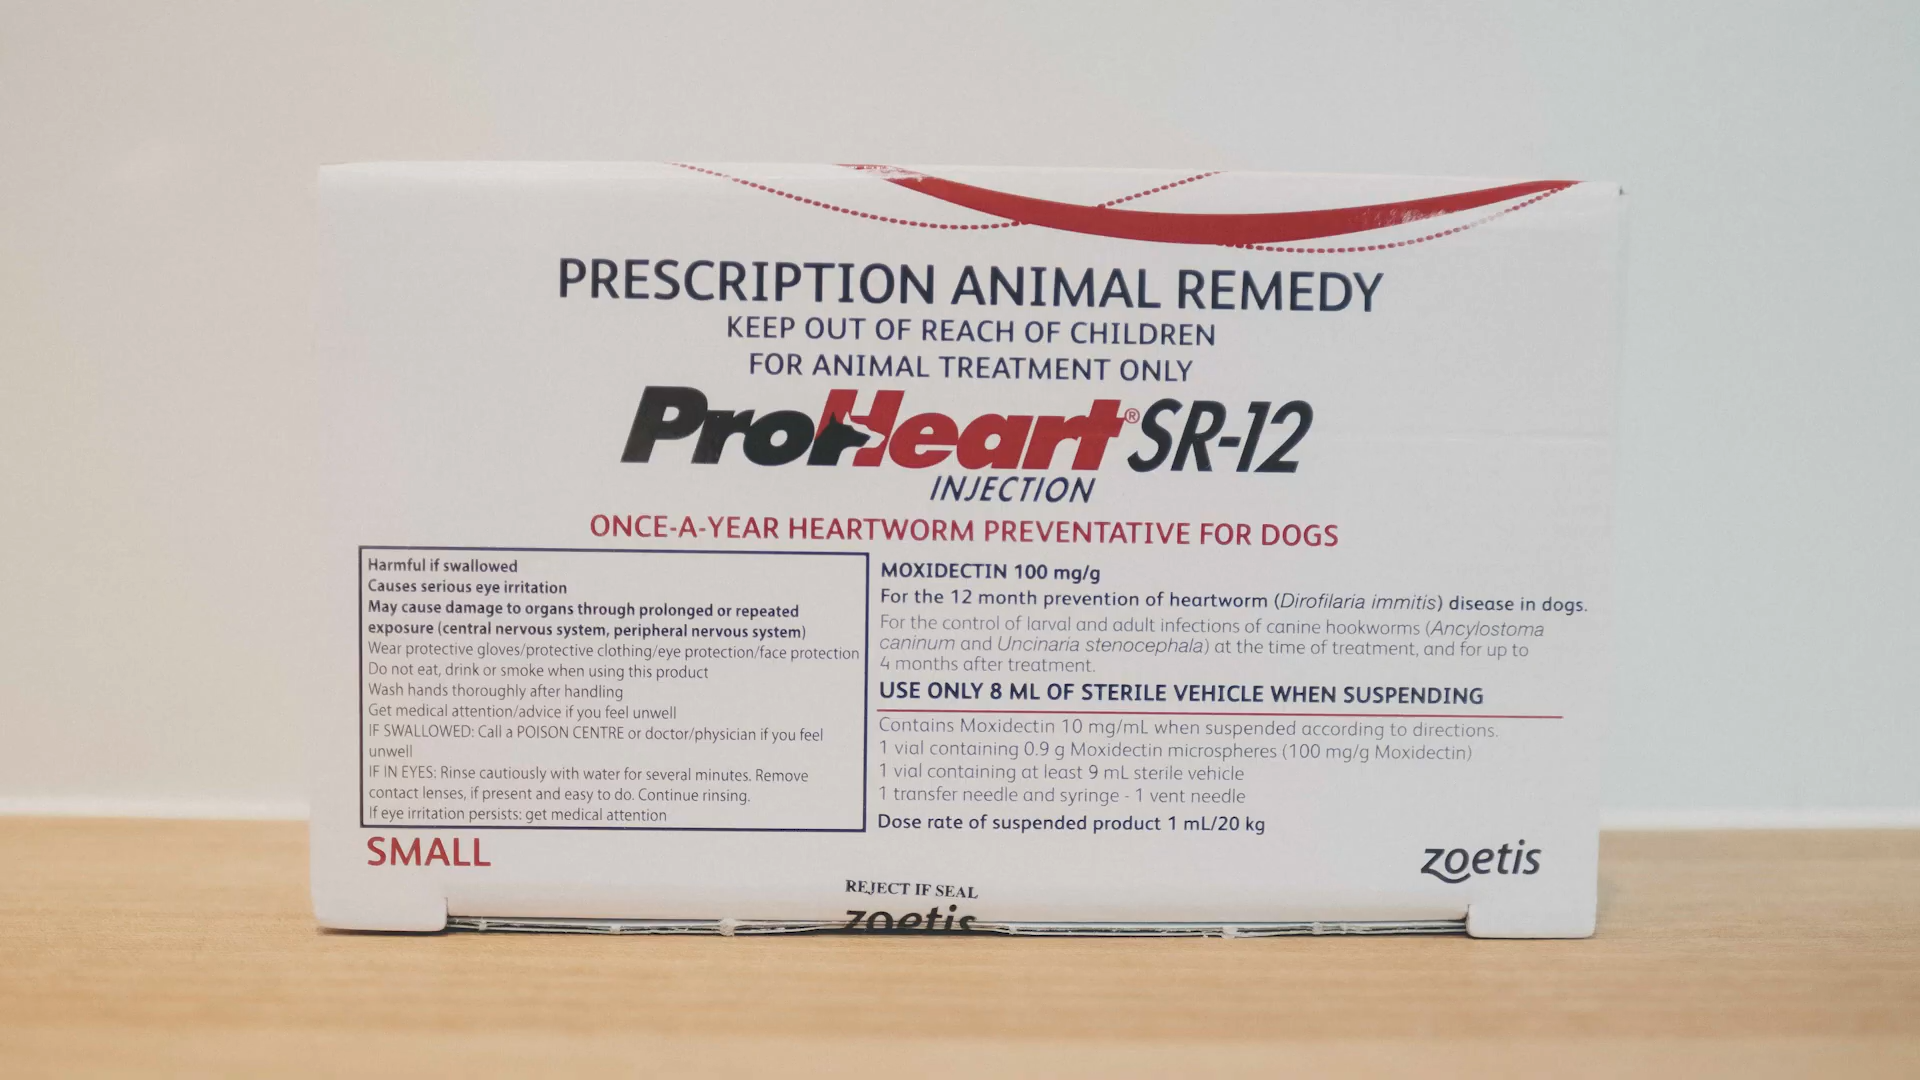 PRESCRIPTION ANIMAL REMEDY
KEEP OUT OF REACH OF CHILDREN
FOR ANIMAL TREATMENT ONLY
ProHeart® SR-12
INJECTION
ONCE-A-YEAR HEARTWORM PREVENTATIVE FOR DOGS
Harmful if swallowed
Causes serious eye irritation
May cause damage to organs through prolonged or repeated
exposure (central nervous system, peripheral nervous system)
Wear protective gloves/protective clothing/eye protection/face protection
Do not eat, drink or smoke when using this product
Wash hands thoroughly after handling
Get medical attention/advice if you feel unwell
IF SWALLOWED: Call a POISON CENTRE or doctor/physician if you feel
unwell
IF IN EYES: Rinse cautiously with water for several minutes. Remove
contact lenses, if present and easy to do. Continue rinsing.
If eye irritation persists: get medical attention
MOXIDECTIN 100 mg/g
For the 12 month prevention of heartworm (Dirofilaria immitis) disease in dogs.
For the control of larval and adult infections of canine hookworms (Ancylostoma
caninum and Uncinaria stenocephala) at the time of treatment, and for up to
4 months after treatment.
USE ONLY 8 ML OF STERILE VEHICLE WHEN SUSPENDING
Contains Moxidectin 10 mg/mL when suspended according to directions.
1 vial containing 0.9 g Moxidectin microspheres (100 mg/g Moxidectin)
1 vial containing at least 9 mL sterile vehicle
1 transfer needle and syringe - 1 vent needle
Dose rate of suspended product 1 mL/20 kg
SMALL
zoetis
REJECT IF SEAL
zoetis